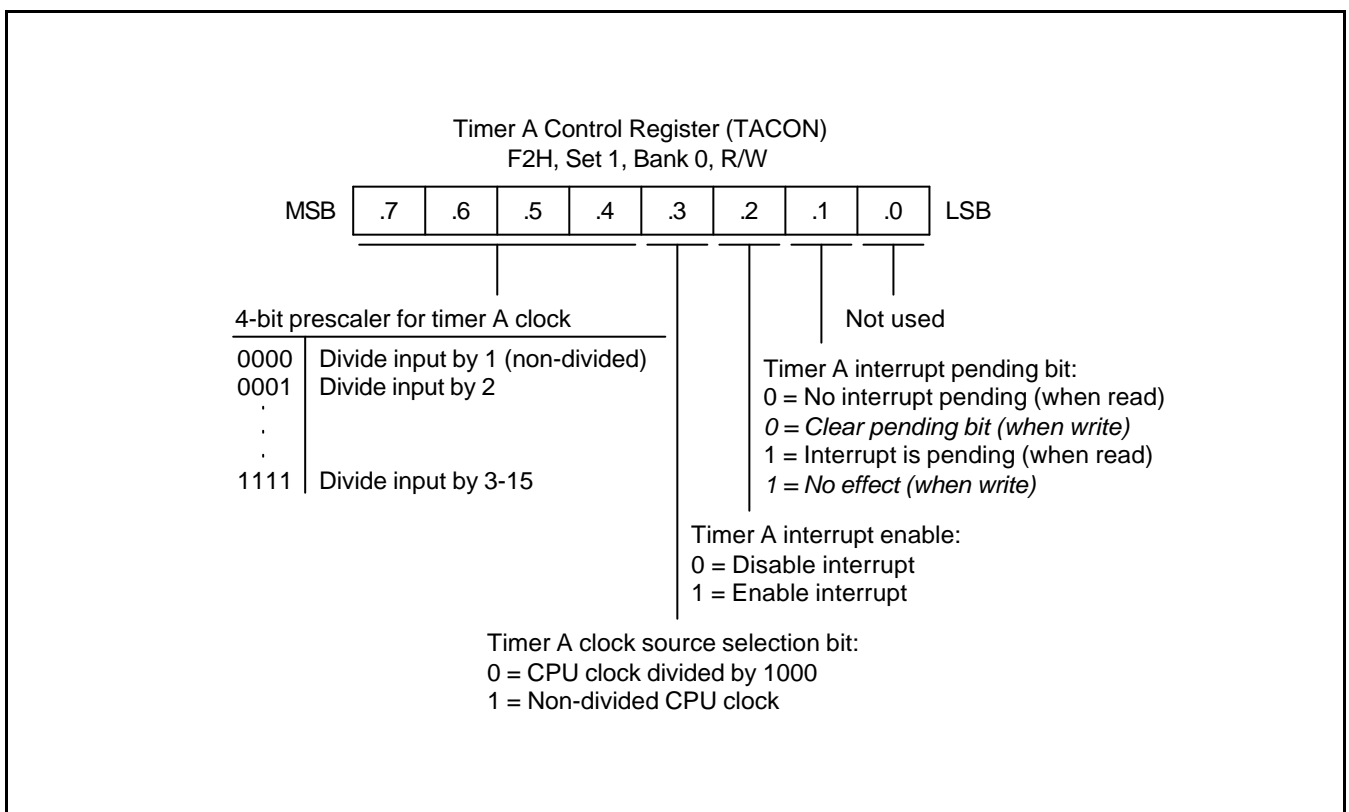 Timer A Control Register (TACON)
F2H, Set 1, Bank 0, R/W
MSB .7 .6 .5 .4 .3 .2 .1 .0 LSB
4-bit prescaler for timer A clock
0000 Divide input by 1 (non-divided)
0001 Divide input by 2
.
.
.
1111 Divide input by 3-15
Not used
Timer A interrupt pending bit:
0 = No interrupt pending (when read)
0 = Clear pending bit (when write)
1 = Interrupt is pending (when read)
1 = No effect (when write)
Timer A interrupt enable:
0 = Disable interrupt
1 = Enable interrupt
Timer A clock source selection bit:
0 = CPU clock divided by 1000
1 = Non-divided CPU clock